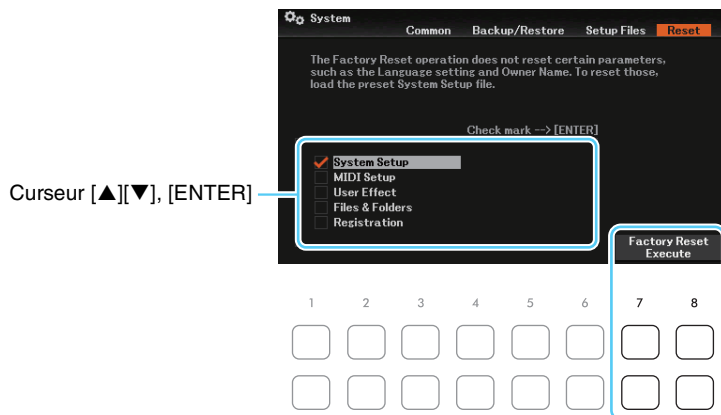 System
Common Backup/Restore Setup Files Reset
The Factory Reset operation does not reset certain parameters,
such as the Language setting and Owner Name. To reset those,
load the preset System Setup file.
Check mark --> [ENTER]
Curseur [▲][▼], [ENTER]
System Setup
MIDI Setup
User Effect
Files & Folders
Registration
Factory Reset
Execute
1 2 3 4 5 6 7 8